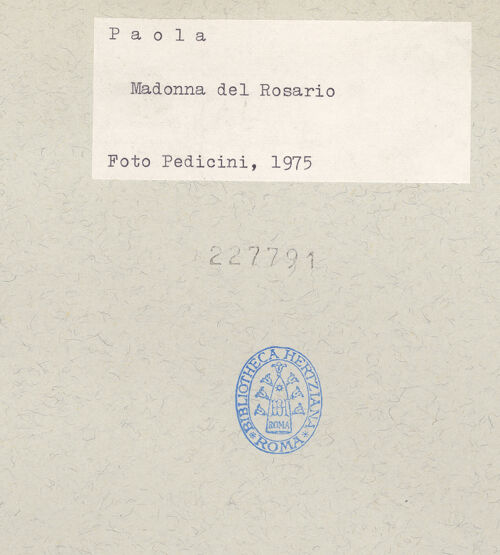 P a o l a
Madonna del Rosario
Foto Pedicini, 1975
227791
BIBLIOTHECA HERTZIANA
ROMA
ROMA